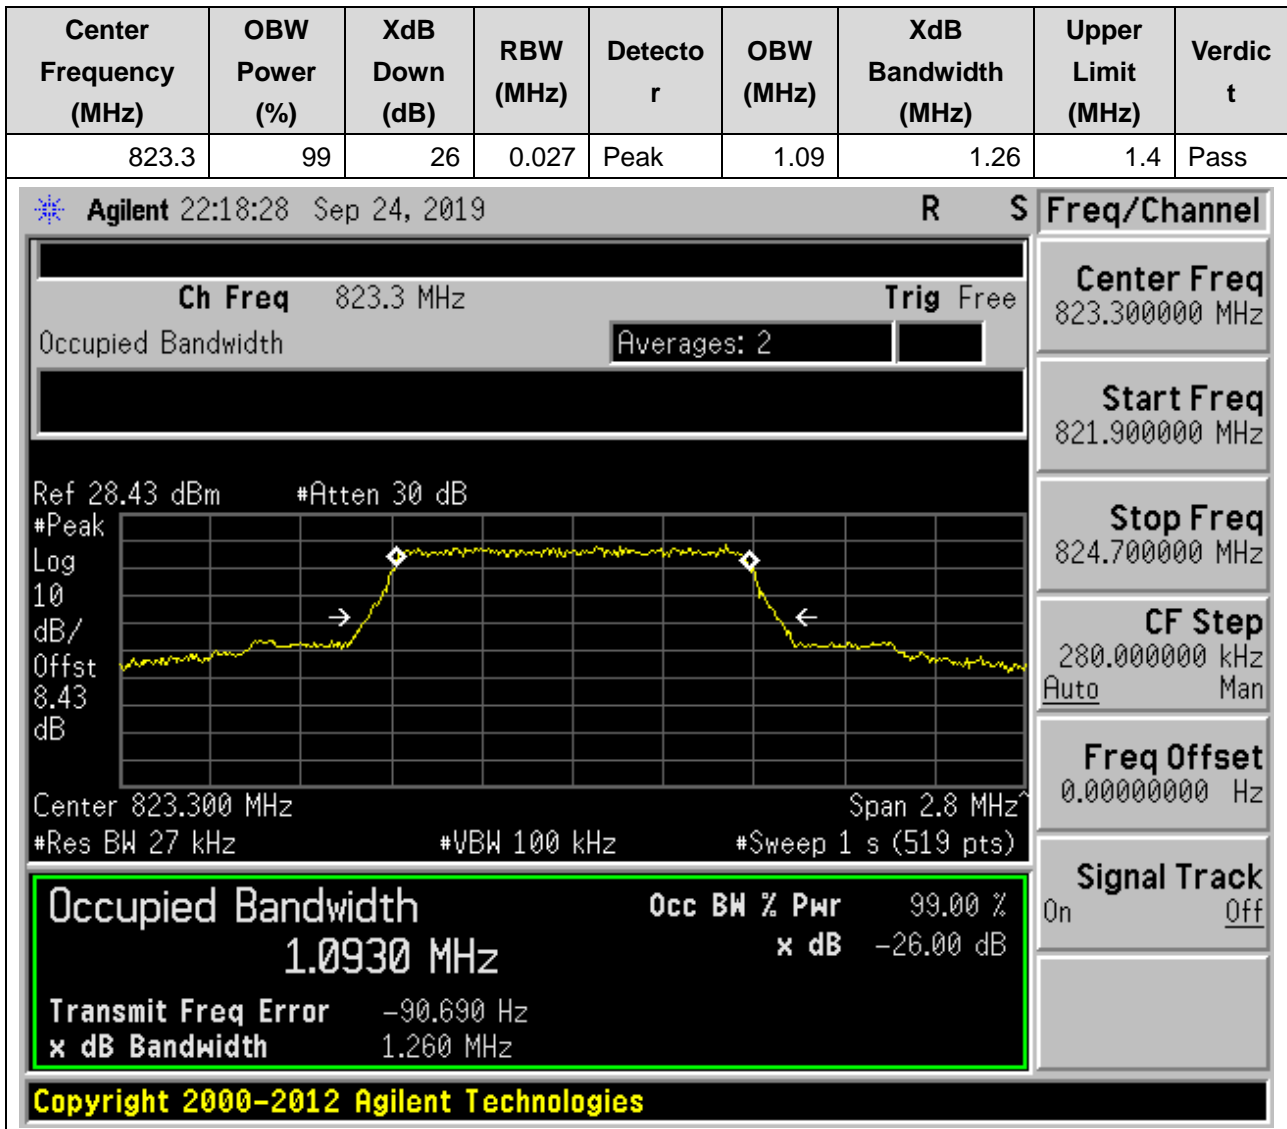 Center Frequency (MHz) OBW Power (%) XdB Down (dB) RBW (MHz) Detecto r OBW (MHz) XdB Bandwidth (MHz) Upper Limit (MHz) Verdic t
823.3 99 26 0.027 Peak 1.09 1.26 1.4 Pass
Agilent 22:18:28 Sep 24, 2019 R S
Ch Freq 823.3 MHz Trig Free
Occupied Bandwidth Averages: 2
Ref 28.43 dBm #Atten 30 dB
#Peak
Log
10
dB/
Offst
8.43
dB
Center 823.300 MHz Span 2.8 MHz^
#Res BW 27 kHz #VBW 100 kHz #Sweep 1 s (519 pts)
Occupied Bandwidth Occ BW % Pwr 99.00 %
1.0930 MHz x dB -26.00 dB
Transmit Freq Error -90.690 Hz
x dB Bandwidth 1.260 MHz
Copyright 2000-2012 Agilent Technologies
Freq/Channel
Center Freq
823.300000 MHz
Start Freq
821.900000 MHz
Stop Freq
824.700000 MHz
CF Step
280.000000 kHz
Auto Man
Freq Offset
0.00000000 Hz
Signal Track
On Off